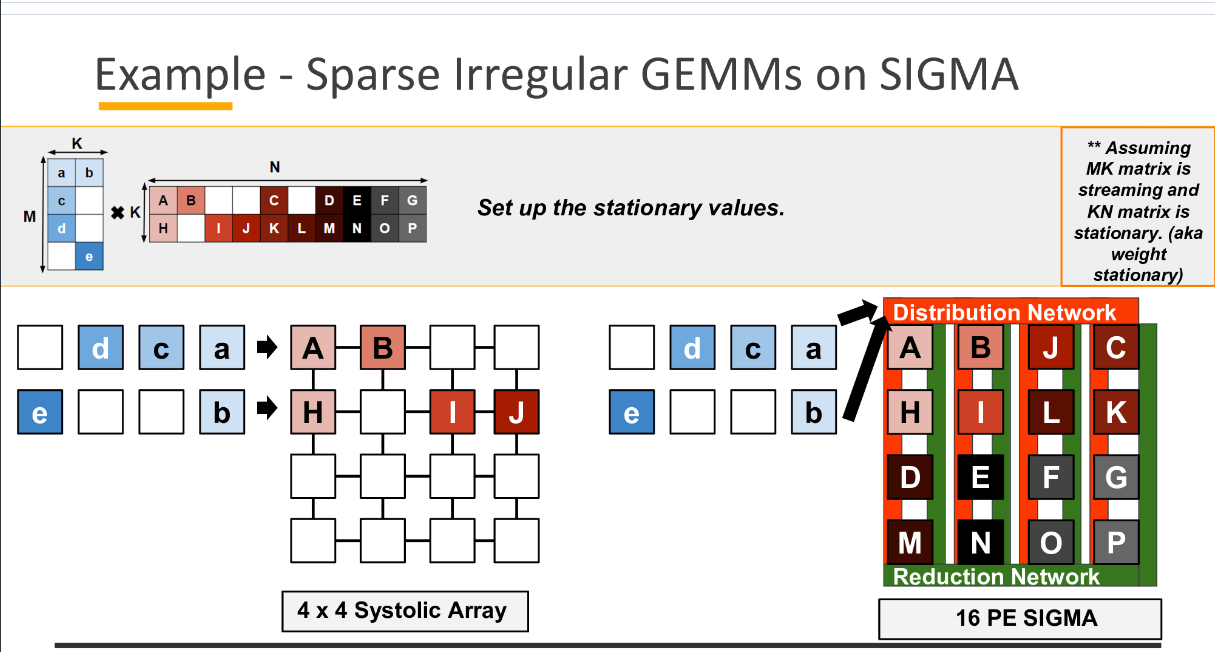 Example - Sparse Irregular GEMMs on SIGMA
K
a b
c
d
e
M
✖
K
N
A B C D E F G
H I J K L M N O P
Set up the stationary values.
** Assuming
MK matrix is
streaming and
KN matrix is
stationary. (aka
weight
stationary)
d c a
e b
A B
H I J
4 x 4 Systolic Array
d c a
e b
Distribution Network
A B J C
H I L K
D E F G
M N O P
Reduction Network
16 PE SIGMA